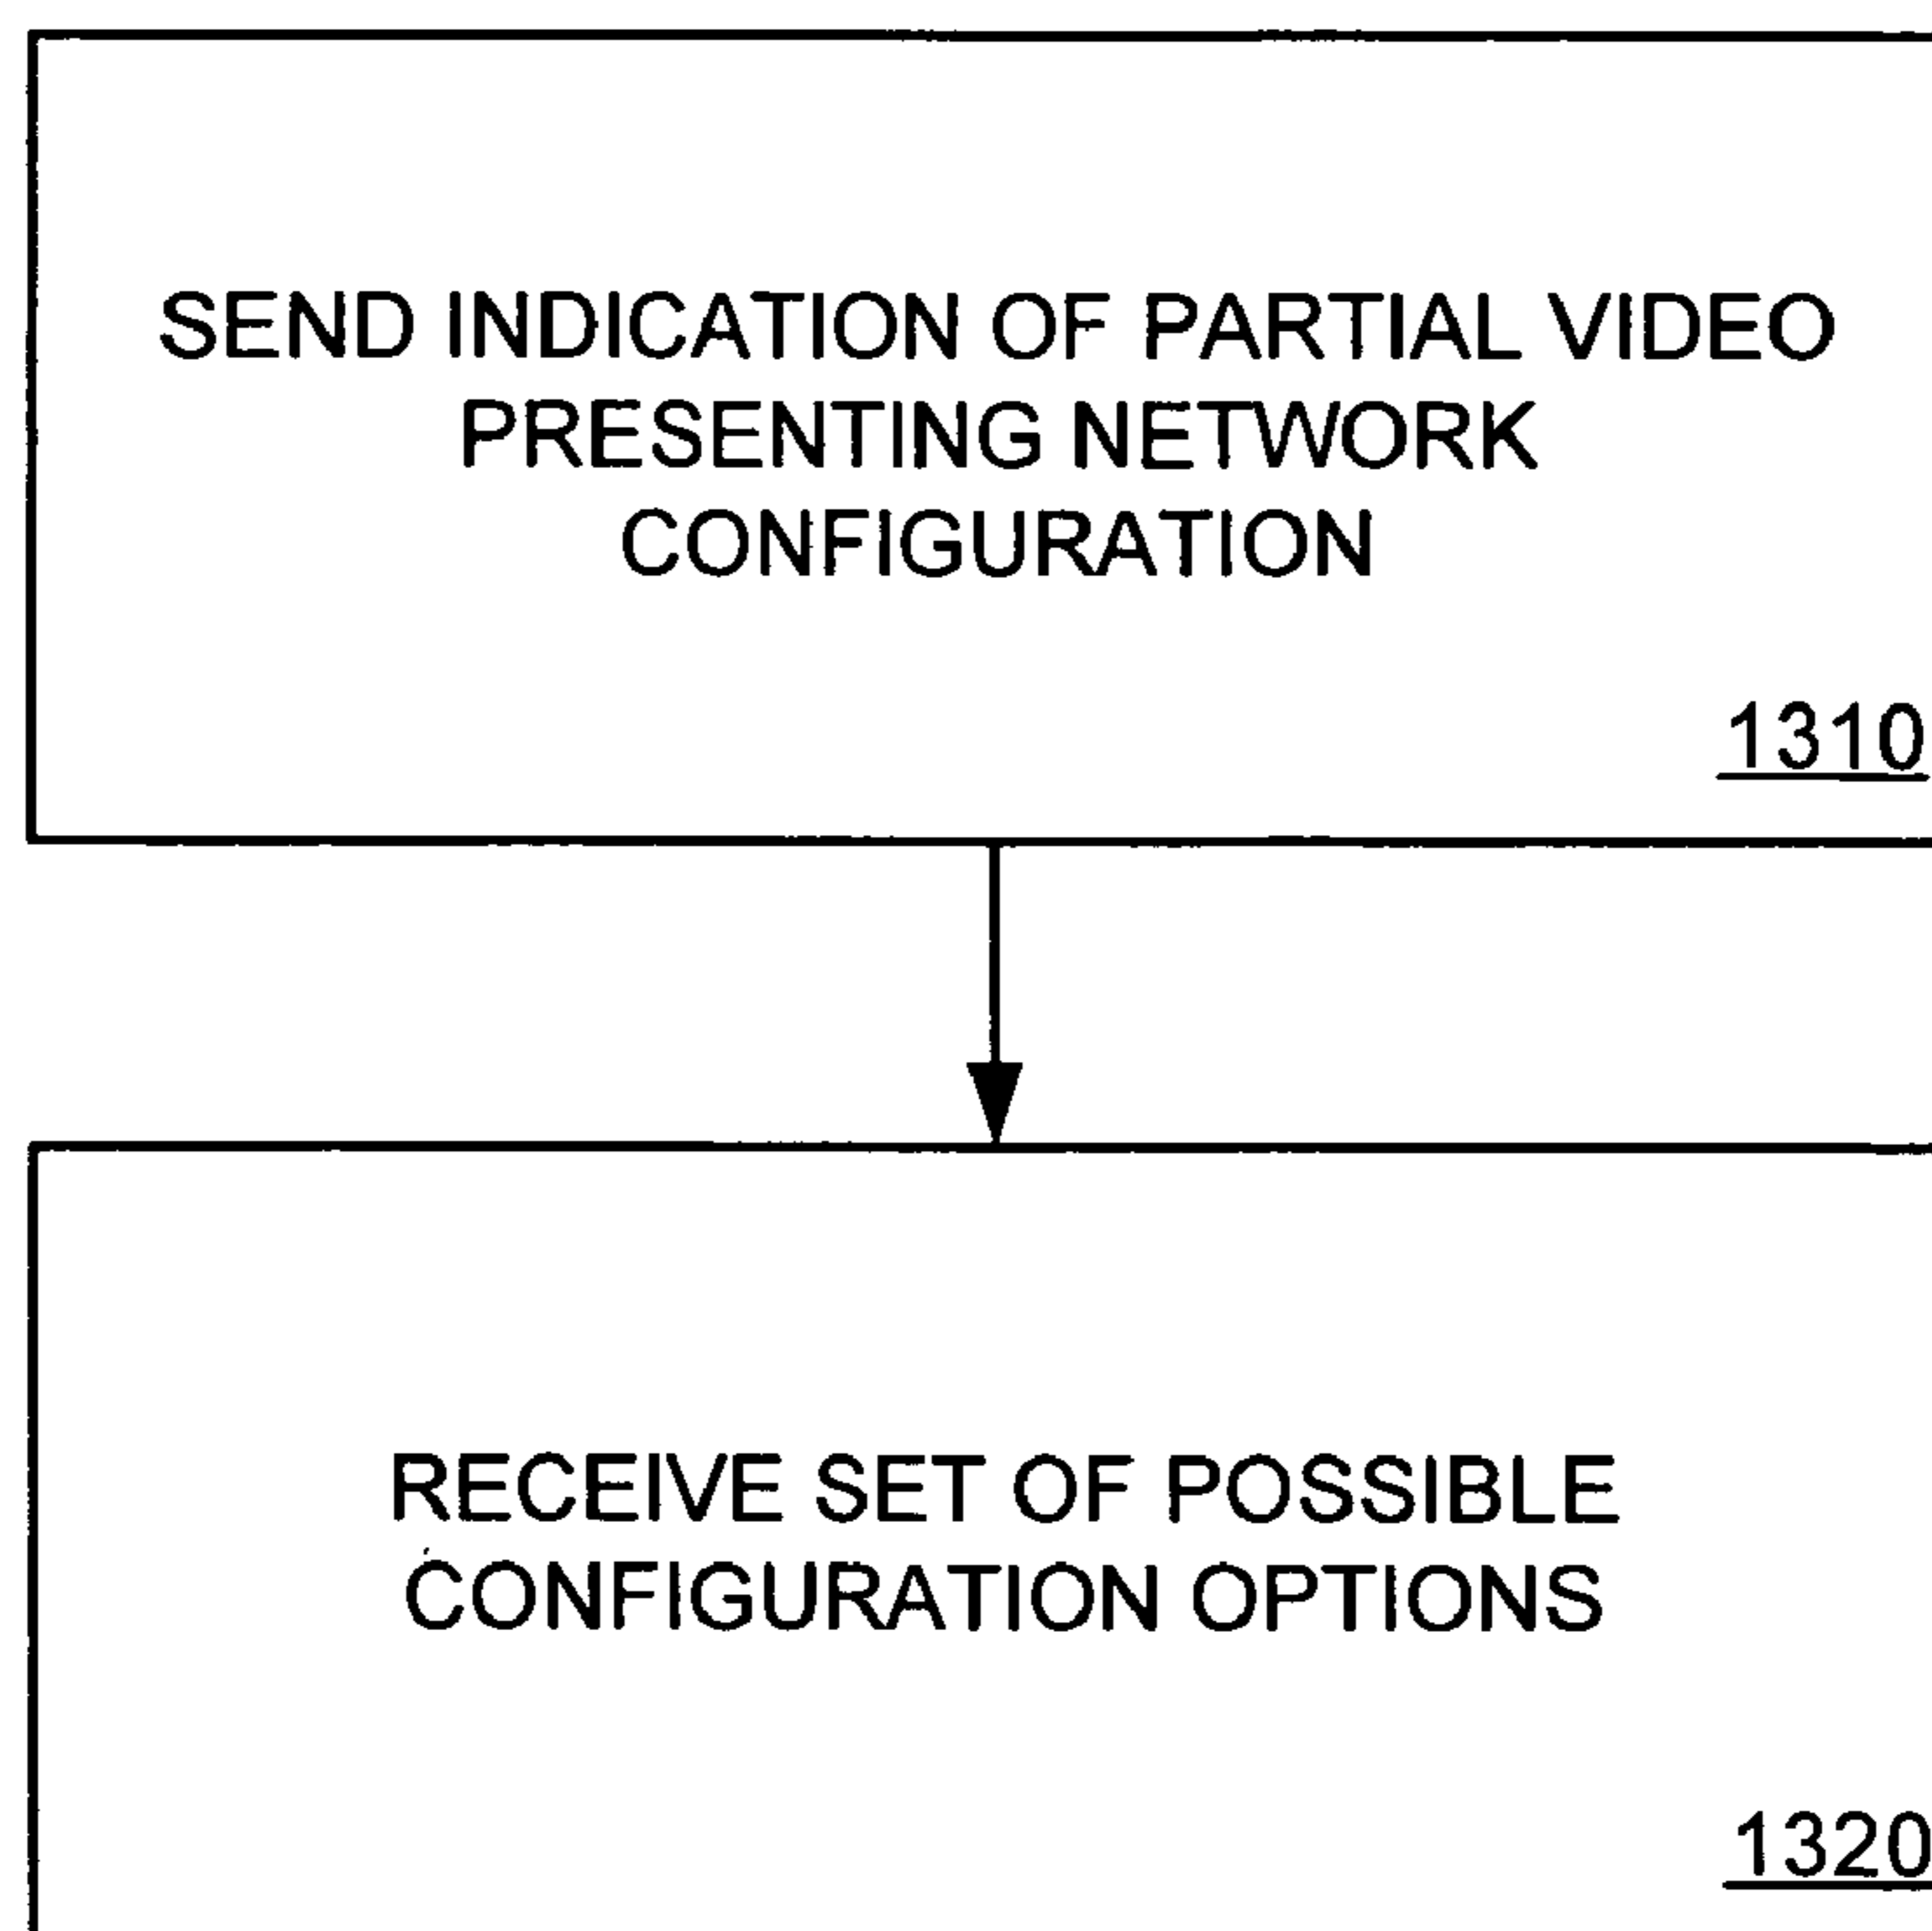 SEND INDICATION OF PARTIAL VIDEO
PRESENTING NETWORK
CONFIGURATION
1310
RECEIVE SET OF POSSIBLE
CONFIGURATION OPTIONS
1320